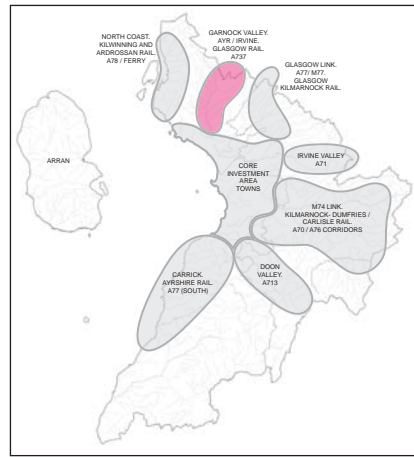 NORTH COAST.
KILWINNING AND
ARDROSSAN RAIL.
A78 / FERRY
GARNOCK VALLEY.
AYR / IRVINE.
GLASGOW RAIL.
A737
GLASGOW LINK.
A77/ M77.
GLASGOW
KILMARNOCK RAIL.
ARRAN
CORE
INVESTMENT
AREA
TOWNS
IRVINE VALLEY
A71
M74 LINK.
KILMARNOCK- DUMFRIES /
CARLISLE RAIL.
A70 / A76 CORRIDORS
CARRICK.
AYRSHIRE RAIL.
A77 (SOUTH)
DOON
VALLEY.
A713